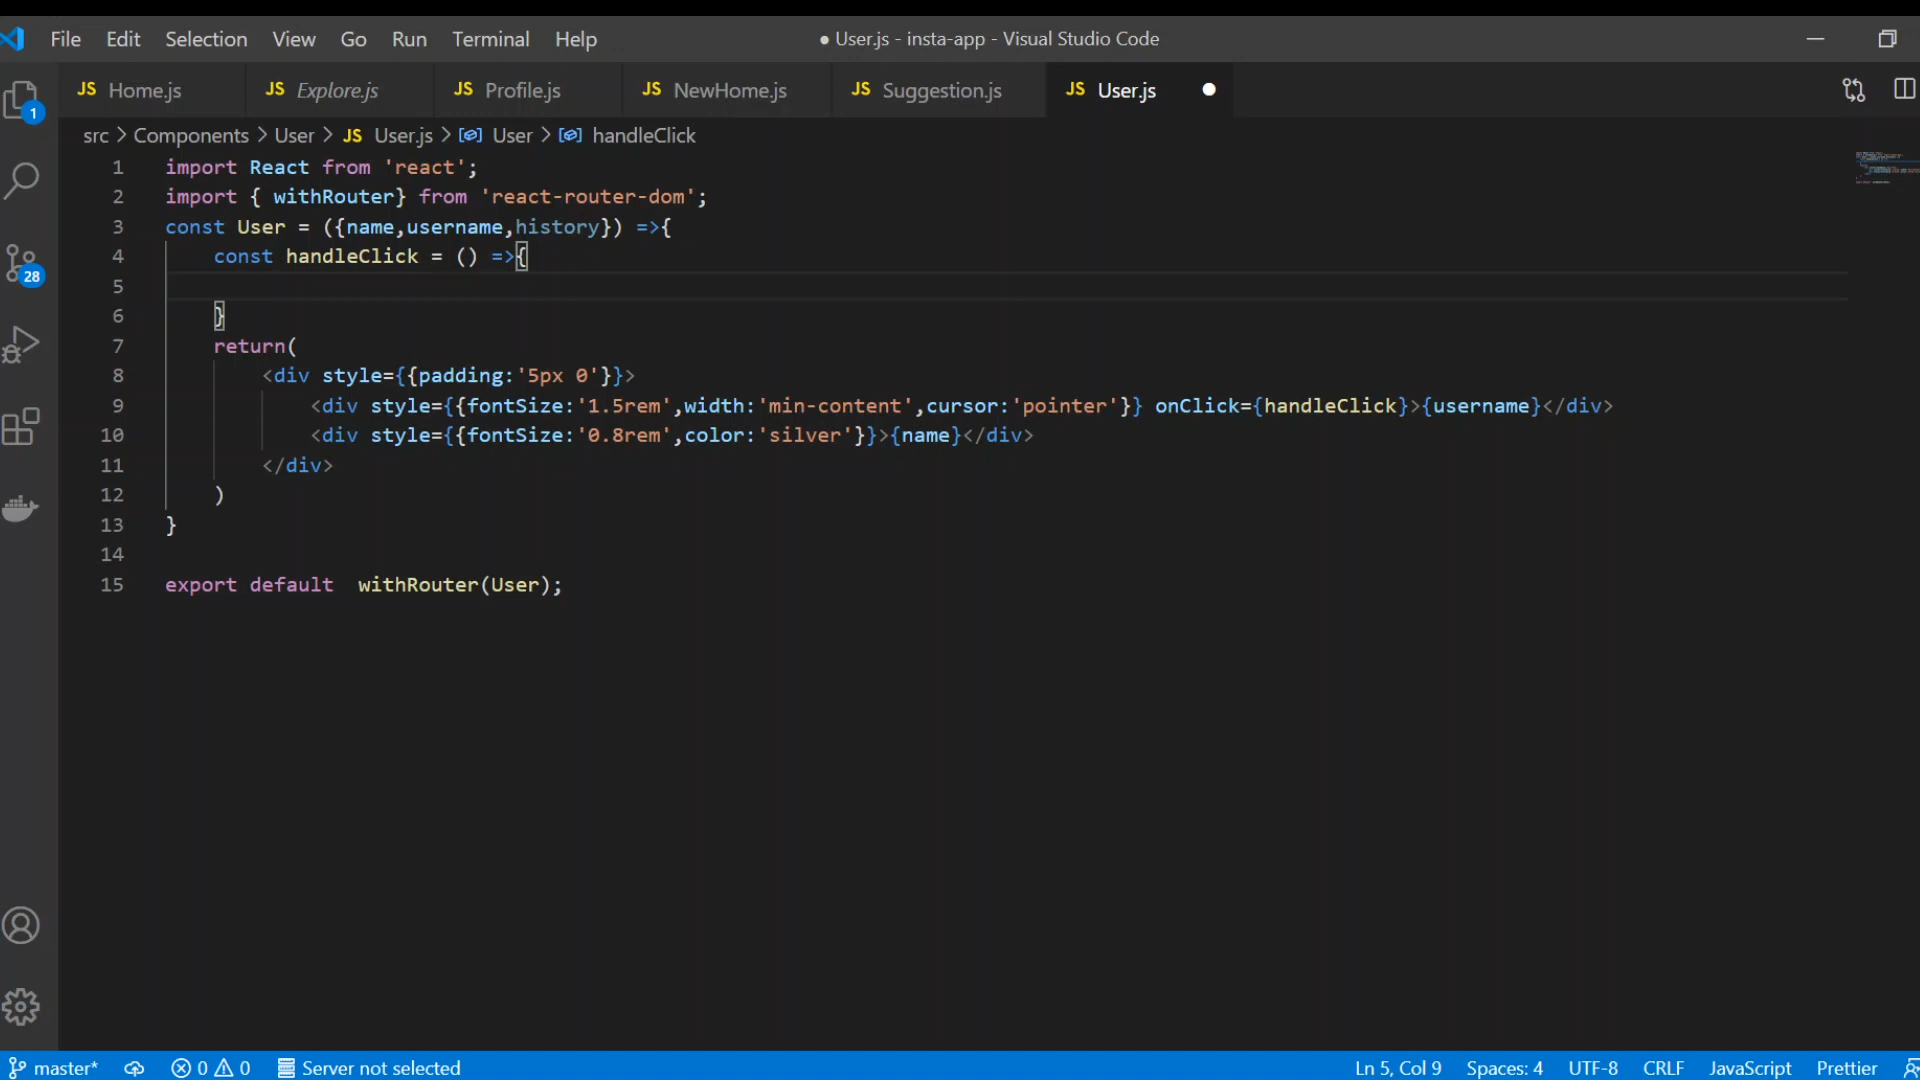 File Edit Selection View Go Run Terminal Help ● User.js - insta-app - Visual Studio Code
JS Home.js JS Explore.js JS Profile.js JS NewHome.js JS Suggestion.js JS User.js ●
1
src > Components > User > JS User.js > User > handleClick
1 import React from 'react';
2 import { withRouter} from 'react-router-dom';
3 const User = ({name,username,history}) =>{
4 const handleClick = () =>{
28
5
6 }
7 return(
8 <div style={{padding:'5px 0'}}>
9 <div style={{fontSize:'1.5rem',width:'min-content',cursor:'pointer'}} onClick={handleClick}>{username}</div>
10 <div style={{fontSize:'0.8rem',color:'silver'}}>{name}</div>
11 </div>
12 )
13 }
14
15 export default  withRouter(User);
master* 0 0 Server not selected Ln 5, Col 9 Spaces: 4 UTF-8 CRLF JavaScript Prettier